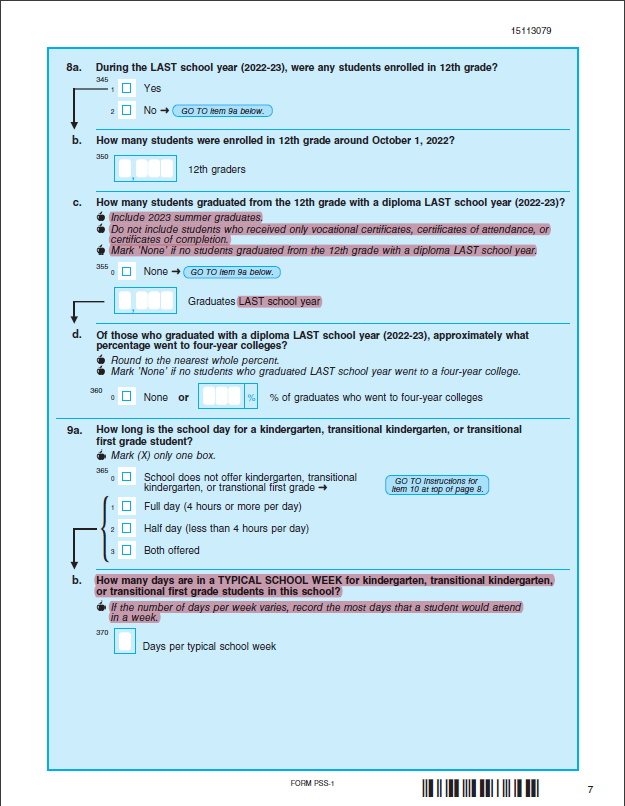 15113079
8a. During the LAST school year (2022-23), were any students enrolled in 12th grade?
345
1 Yes
2 No ➜ GO TO item 9a below.
b. How many students were enrolled in 12th grade around October 1, 2022?
350
, 12th graders
c. How many students graduated from the 12th grade with a diploma LAST school year (2022-23)?
Include 2023 summer graduates.
Do not include students who received only vocational certificates, certificates of attendance, or
certificates of completion.
Mark 'None' if no students graduated from the 12th grade with a diploma LAST school year.
355
0 None ➜ GO TO item 9a below.
, Graduates LAST school year
d. Of those who graduated with a diploma LAST school year (2022-23), approximately what
percentage went to four-year colleges?
Round to the nearest whole percent.
Mark 'None' if no students who graduated LAST school year went to a four-year college.
360
0 None or % % of graduates who went to four-year colleges
9a. How long is the school day for a kindergarten, transitional kindergarten, or transitional
first grade student?
Mark (X) only one box.
365
0 School does not offer kindergarten, transitional
kindergarten, or transtional first grade ➜
GO TO Instructions for
item 10 at top of page 8.
1 Full day (4 hours or more per day)
2 Half day (less than 4 hours per day)
3 Both offered
b. How many days are in a TYPICAL SCHOOL WEEK for kindergarten, transitional kindergarten,
or transitional first grade students in this school?
If the number of days per week varies, record the most days that a student would attend
in a week.
370
Days per typical school week
FORM PSS-1
7